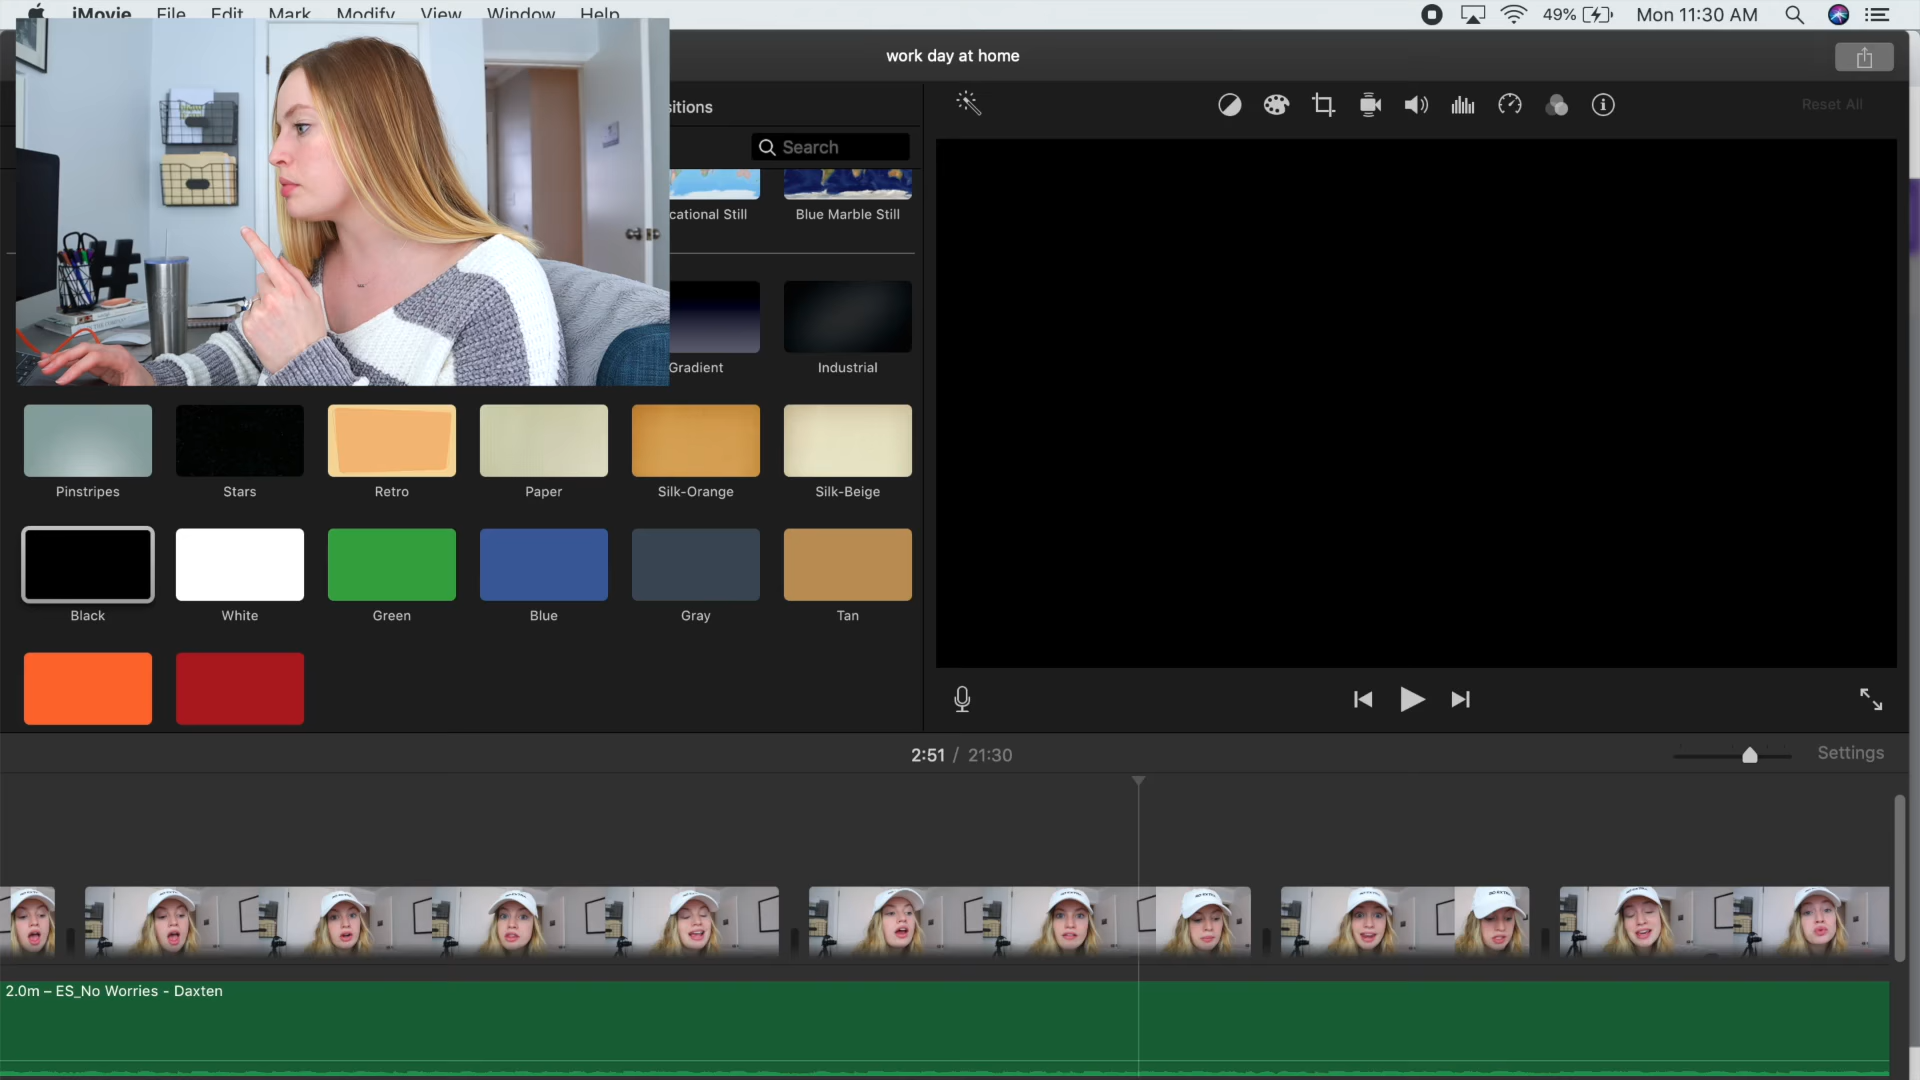 iMovie File Edit Mark Modify View Window Help 49% Mon 11:30 AM
work day at home
sitions
Reset All
Search
cational Still Blue Marble Still
Gradient Industrial
Pinstripes Stars Retro Paper Silk-Orange Silk-Beige
Black White Green Blue Gray Tan
2:51 / 21:30 Settings
2.0m – ES_No Worries - Daxten